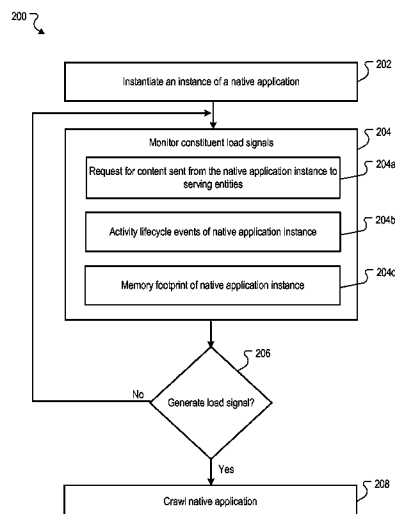 200
202
Instantiate an instance of a native application
204
Monitor constituent load signals
204a
Request for content sent from the native application instance to
serving entities
204b
Activity lifecycle events of native application instance
204c
Memory footprint of native application instance
206
No
Generate load signal?
Yes
208
Crawl native application